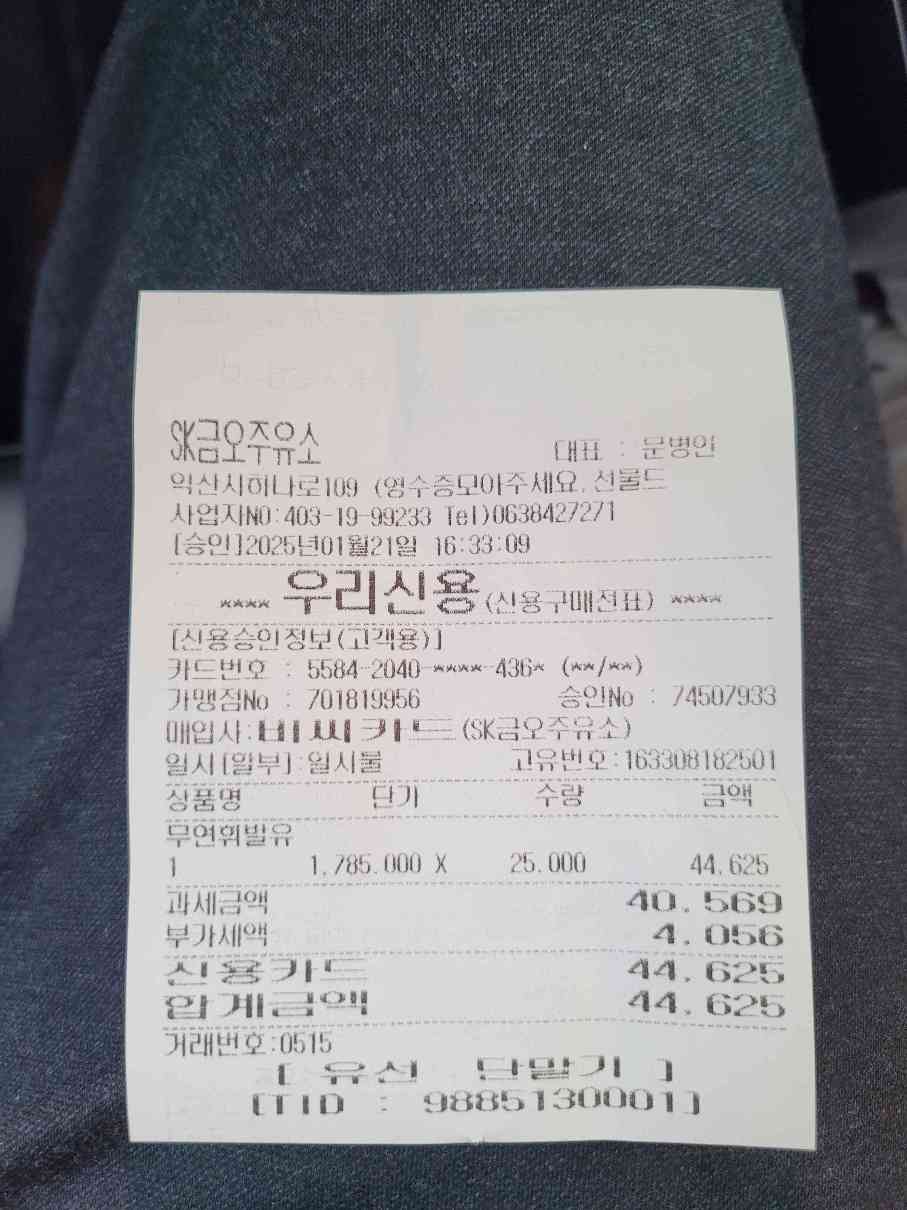 SK금오주유소 대표 : 문병인
익산시하나로109 (영수증모아주세요. 선물드
사업자NO:403-19-99233 Tel)0638427271
[승인]2025년01월21일 16:33:09
**** 우리신용(신용구매전표) ****
[신용승인정보(고객용)]
카드번호 : 5584-2040-****-436* (**/**)
가맹점No : 701819956 승인No : 74507933
매입사:비씨카드(SK금오주유소)
일시[할부]:일시불 고유번호:163308182501
상품명 단가 수량 금액
무연휘발유
1 1,785.000 X 25.000 44,625
과세금액 40,569
부가세액 4,056
신용카드 44,625
합계금액 44,625
거래번호:0515
[ 유선 단말기 ]
[TID : 9885130001]